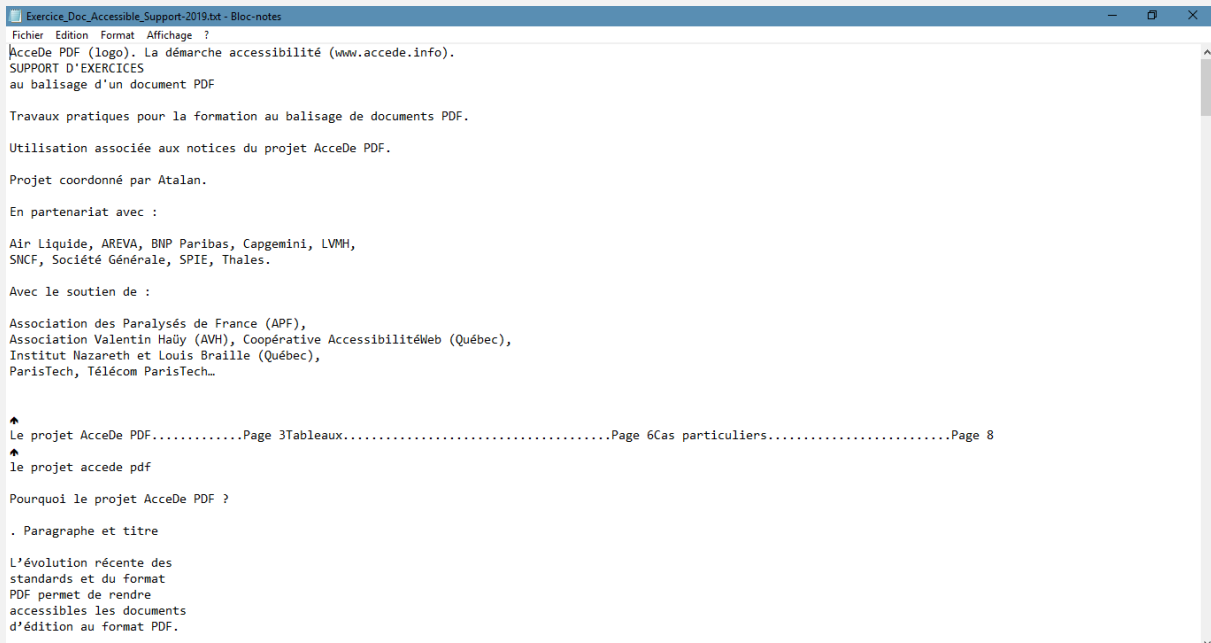 Exercice_Doc_Accessible_Support-2019.txt - Bloc-notes
Fichier Edition Format Affichage ?
AcceDe PDF (logo). La démarche accessibilité (www.accede.info).
SUPPORT D'EXERCICES
au balisage d'un document PDF
Travaux pratiques pour la formation au balisage de documents PDF.
Utilisation associée aux notices du projet AcceDe PDF.
Projet coordonné par Atalan.
En partenariat avec :
Air Liquide, AREVA, BNP Paribas, Capgemini, LVMH,
SNCF, Société Générale, SPIE, Thales.
Avec le soutien de :
Association des Paralysés de France (APF),
Association Valentin Haüy (AVH), Coopérative AccessibilitéWeb (Québec),
Institut Nazareth et Louis Braille (Québec),
ParisTech, Télécom ParisTech…
Le projet AcceDe PDF.............Page 3Tableaux......................................Page 6Cas particuliers..........................Page 8
le projet accede pdf
Pourquoi le projet AcceDe PDF ?
. Paragraphe et titre
L’évolution récente des
standards et du format
PDF permet de rendre
accessibles les documents
d’édition au format PDF.